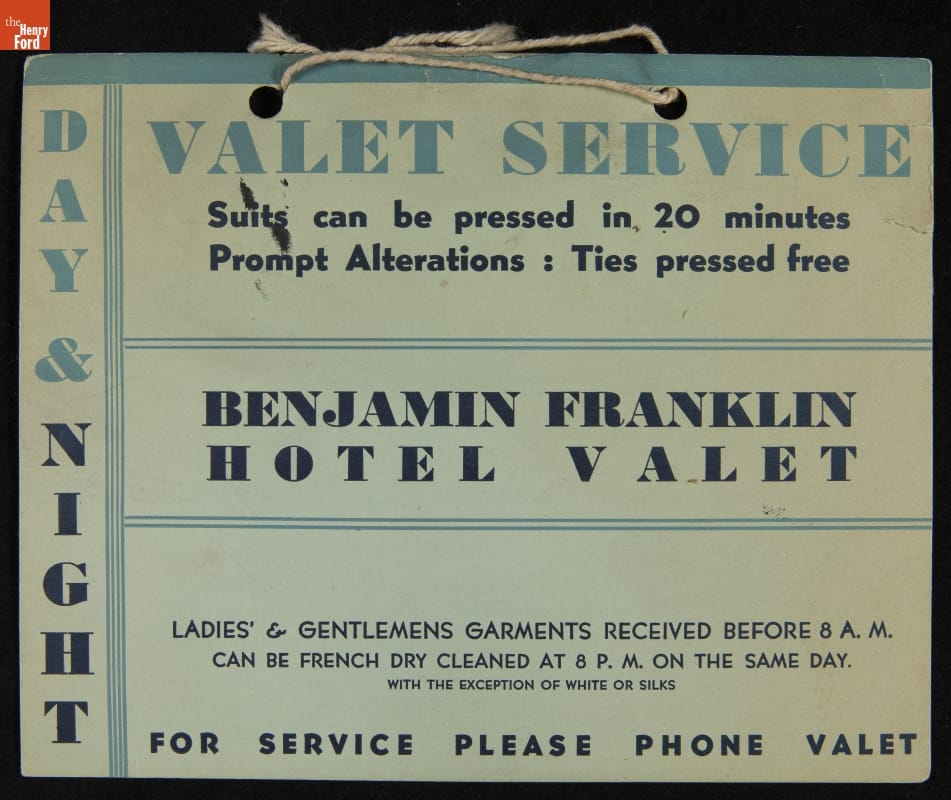 the
Henry
Ford
DAY & NIGHT
VALET SERVICE
Suits can be pressed in 20 minutes
Prompt Alterations : Ties pressed free
BENJAMIN FRANKLIN
HOTEL VALET
LADIES' & GENTLEMENS GARMENTS RECEIVED BEFORE 8 A. M.
CAN BE FRENCH DRY CLEANED AT 8 P. M. ON THE SAME DAY.
WITH THE EXCEPTION OF WHITE OR SILKS
FOR SERVICE PLEASE PHONE VALET